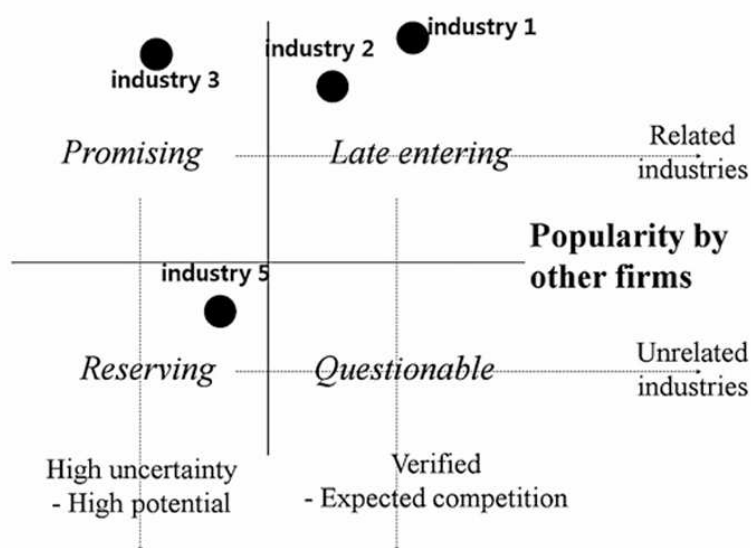 industry 1
industry 2
industry 3
Promising
Late entering
Related
industries
Popularity by
other firms
industry 5
Reserving
Questionable
Unrelated
industries
High uncertainty
- High potential
Verified
- Expected competition